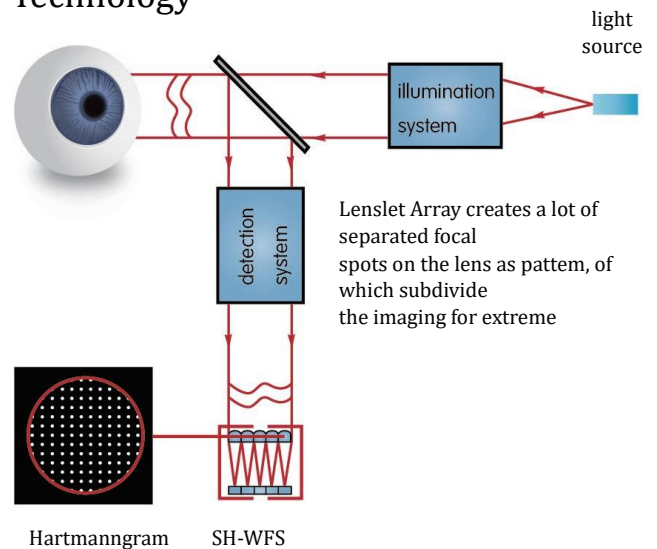 Technology
light
source
illumination
system
detection
system
Lenslet Array creates a lot of
separated focal
spots on the lens as pattem, of
which subdivide
the imaging for extreme
Hartmanngram SH-WFS